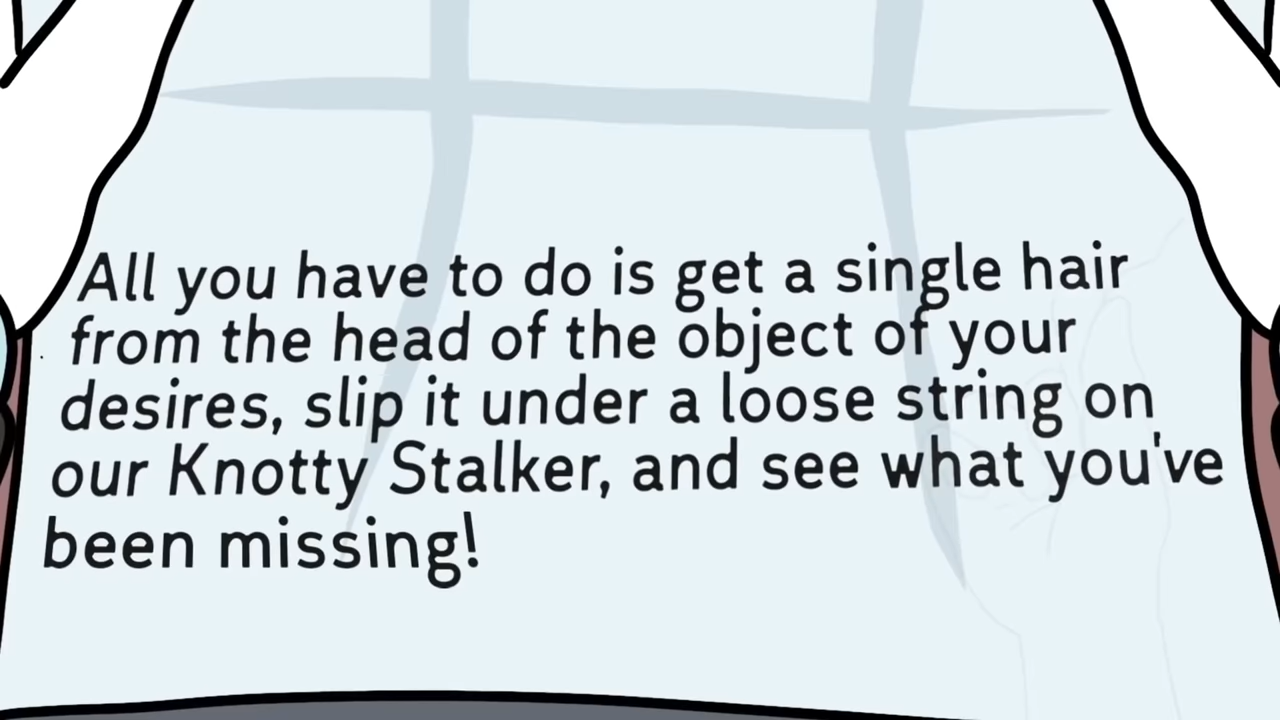 All you have to do is get a single hair
from the head of the object of your
desires, slip it under a loose string on
our Knotty Stalker, and see what you've
been missing!